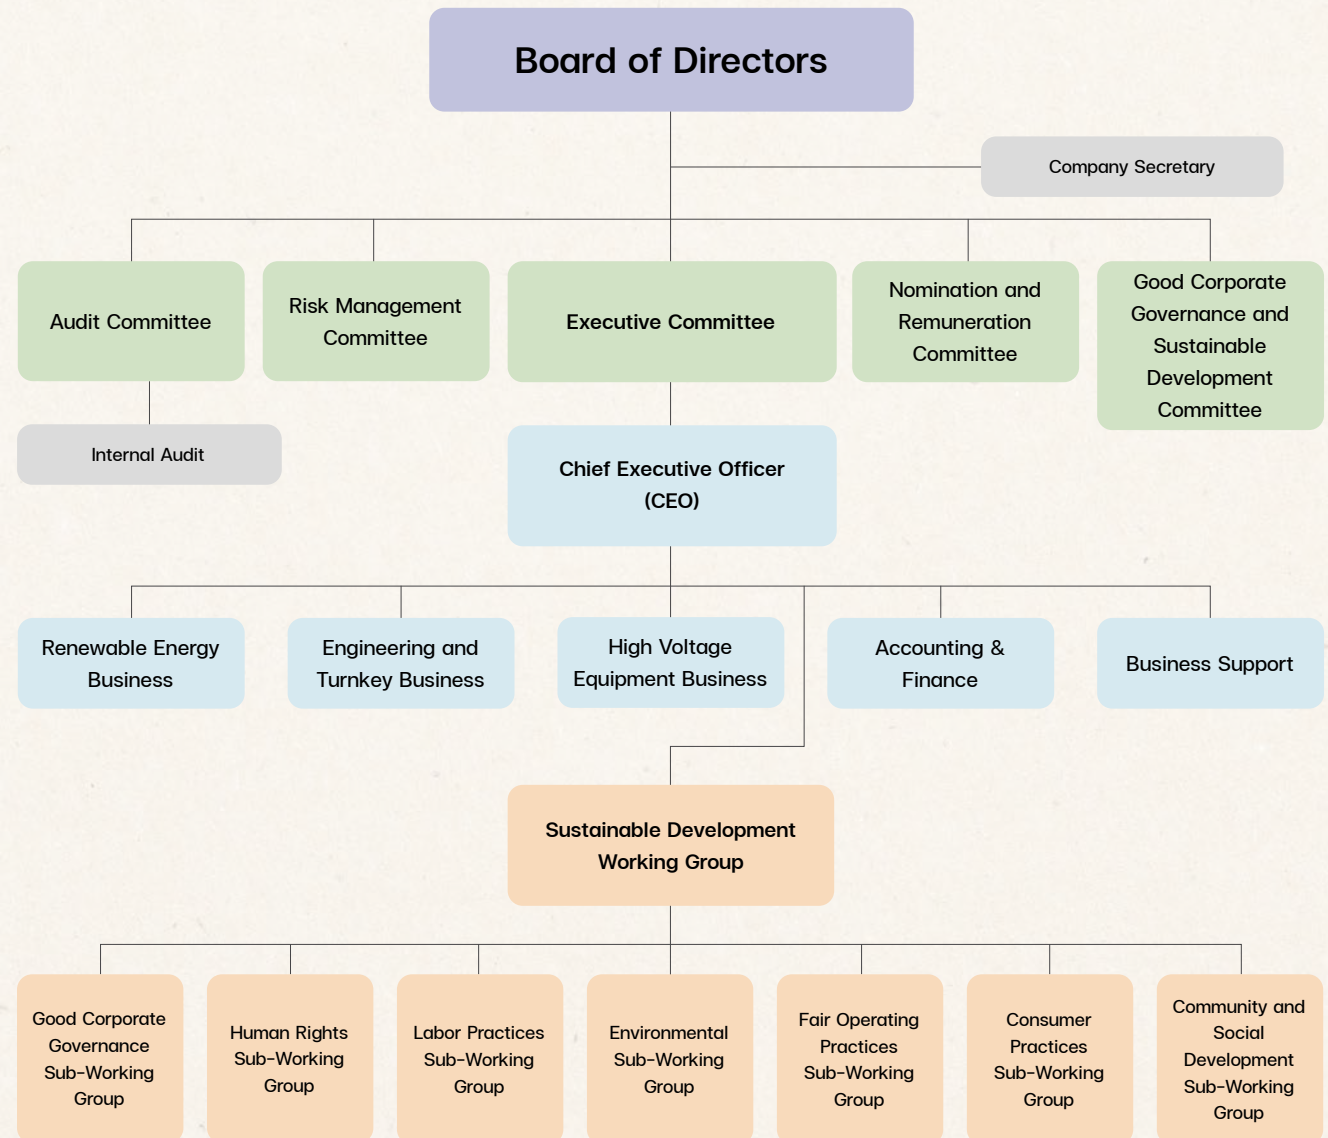 Board of Directors
Company Secretary
Audit Committee
Risk Management
Committee
Executive Committee
Nomination and
Remuneration
Committee
Good Corporate
Governance and
Sustainable
Development
Committee
Internal Audit
Chief Executive Officer
(CEO)
Renewable Energy
Business
Engineering and
Turnkey Business
High Voltage
Equipment Business
Accounting &
Finance
Business Support
Sustainable Development
Working Group
Good Corporate
Governance
Sub-Working
Group
Human Rights
Sub-Working
Group
Labor Practices
Sub-Working
Group
Environmental
Sub-Working
Group
Fair Operating
Practices
Sub-Working
Group
Consumer
Practices
Sub-Working
Group
Community and
Social
Development
Sub-Working
Group